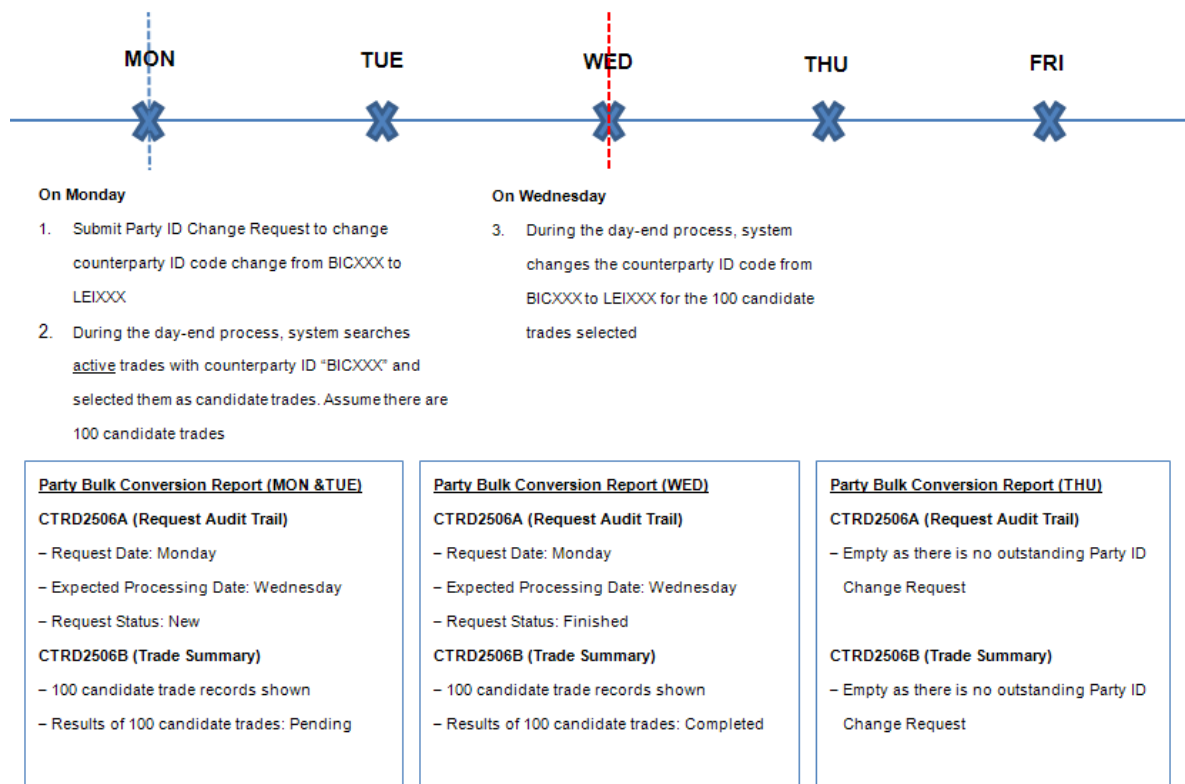 MON
TUE
WED
THU
FRI
On Monday
1. Submit Party ID Change Request to change
counterparty ID code change from BICXXX to
LEIXXX
2. During the day-end process, system searches
active trades with counterparty ID “BICXXX” and
selected them as candidate trades. Assume there are
100 candidate trades
On Wednesday
3. During the day-end process, system
changes the counterparty ID code from
BICXXX to LEIXXX for the 100 candidate
trades selected
Party Bulk Conversion Report (MON &TUE)
CTRD2506A (Request Audit Trail)
– Request Date: Monday
– Expected Processing Date: Wednesday
– Request Status: New
CTRD2506B (Trade Summary)
– 100 candidate trade records shown
– Results of 100 candidate trades: Pending
Party Bulk Conversion Report (WED)
CTRD2506A (Request Audit Trail)
– Request Date: Monday
– Expected Processing Date: Wednesday
– Request Status: Finished
CTRD2506B (Trade Summary)
– 100 candidate trade records shown
– Results of 100 candidate trades: Completed
Party Bulk Conversion Report (THU)
CTRD2506A (Request Audit Trail)
– Empty as there is no outstanding Party ID
Change Request
CTRD2506B (Trade Summary)
– Empty as there is no outstanding Party ID
Change Request